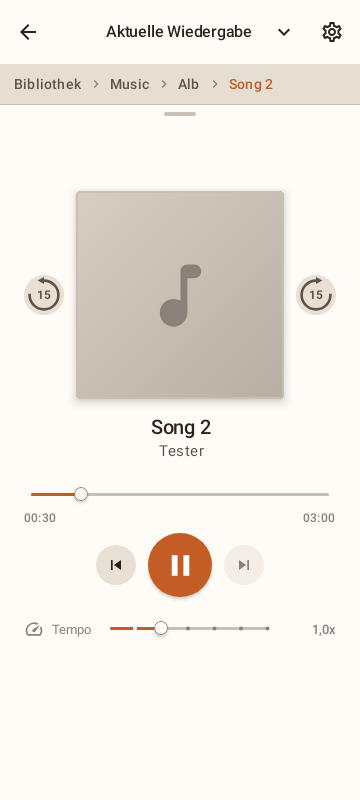 Aktuelle Wiedergabe
Bibliothek > Music > Alb > Song 2
15
15
Song 2
Tester
00:30
03:00
Tempo
1,0x